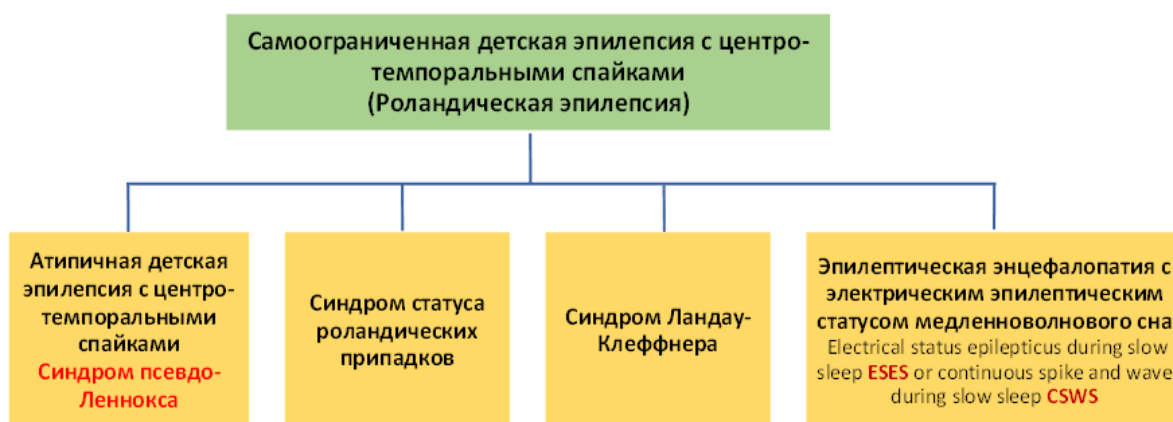 Самоограниченная детская эпилепсия с центро-
темпоральными спайками
(Роландическая эпилепсия)
Атипичная детская
эпилепсия с центро-
темпоральными
спайками
Синдром псевдо-
Леннокса
Синдром статуса
роландических
припадков
Синдром Ландау-
Клеффнера
Эпилептическая энцефалопатия с
электрическим эпилептическим
статусом медленноволнового сна
Electrical status epilepticus during slow
sleep ESES or continuous spike and wave
during slow sleep CSWS